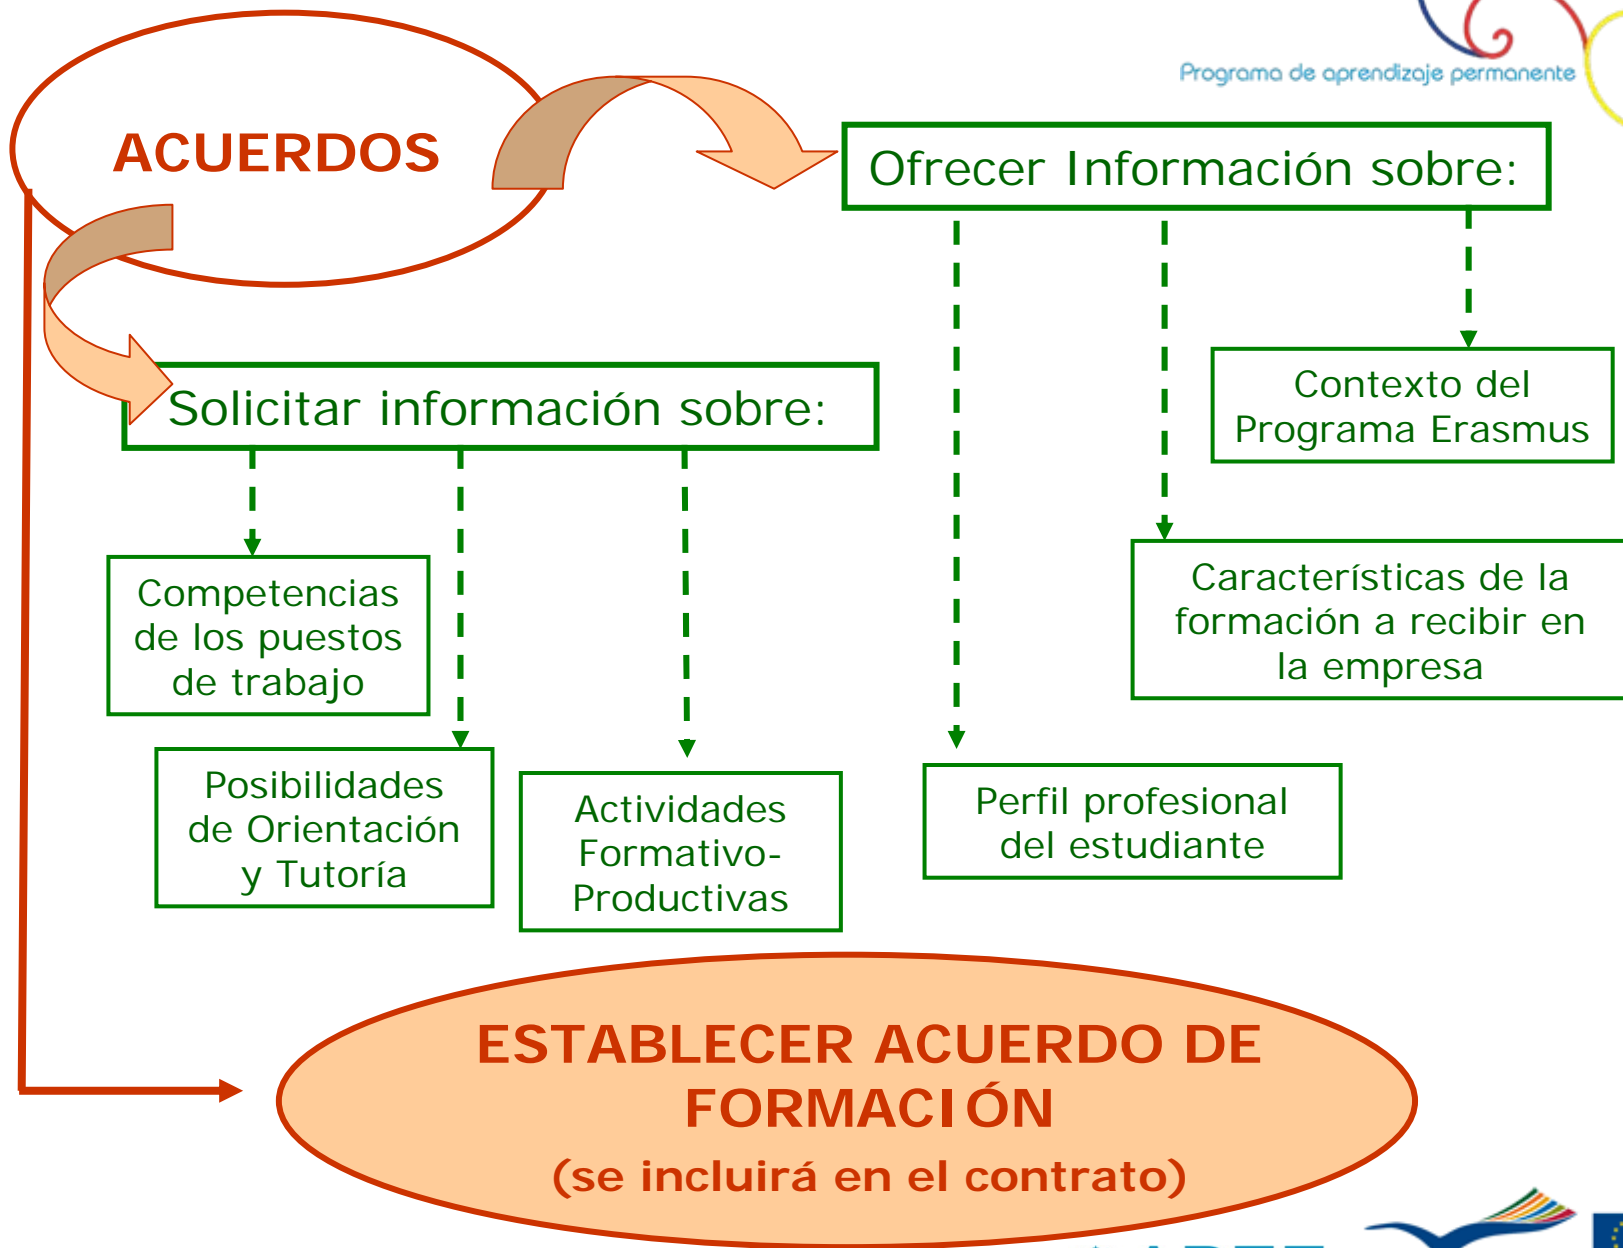 Programa de aprendizaje permanente
ACUERDOS
Ofrecer Información sobre:
Contexto del
Programa Erasmus
Solicitar información sobre:
Características de la
formación a recibir en
la empresa
Competencias
de los puestos
de trabajo
Posibilidades
de Orientación
y Tutoría
Actividades
Formativo-
Productivas
Perfil profesional
del estudiante
ESTABLECER ACUERDO DE
FORMACIÓN
(se incluirá en el contrato)